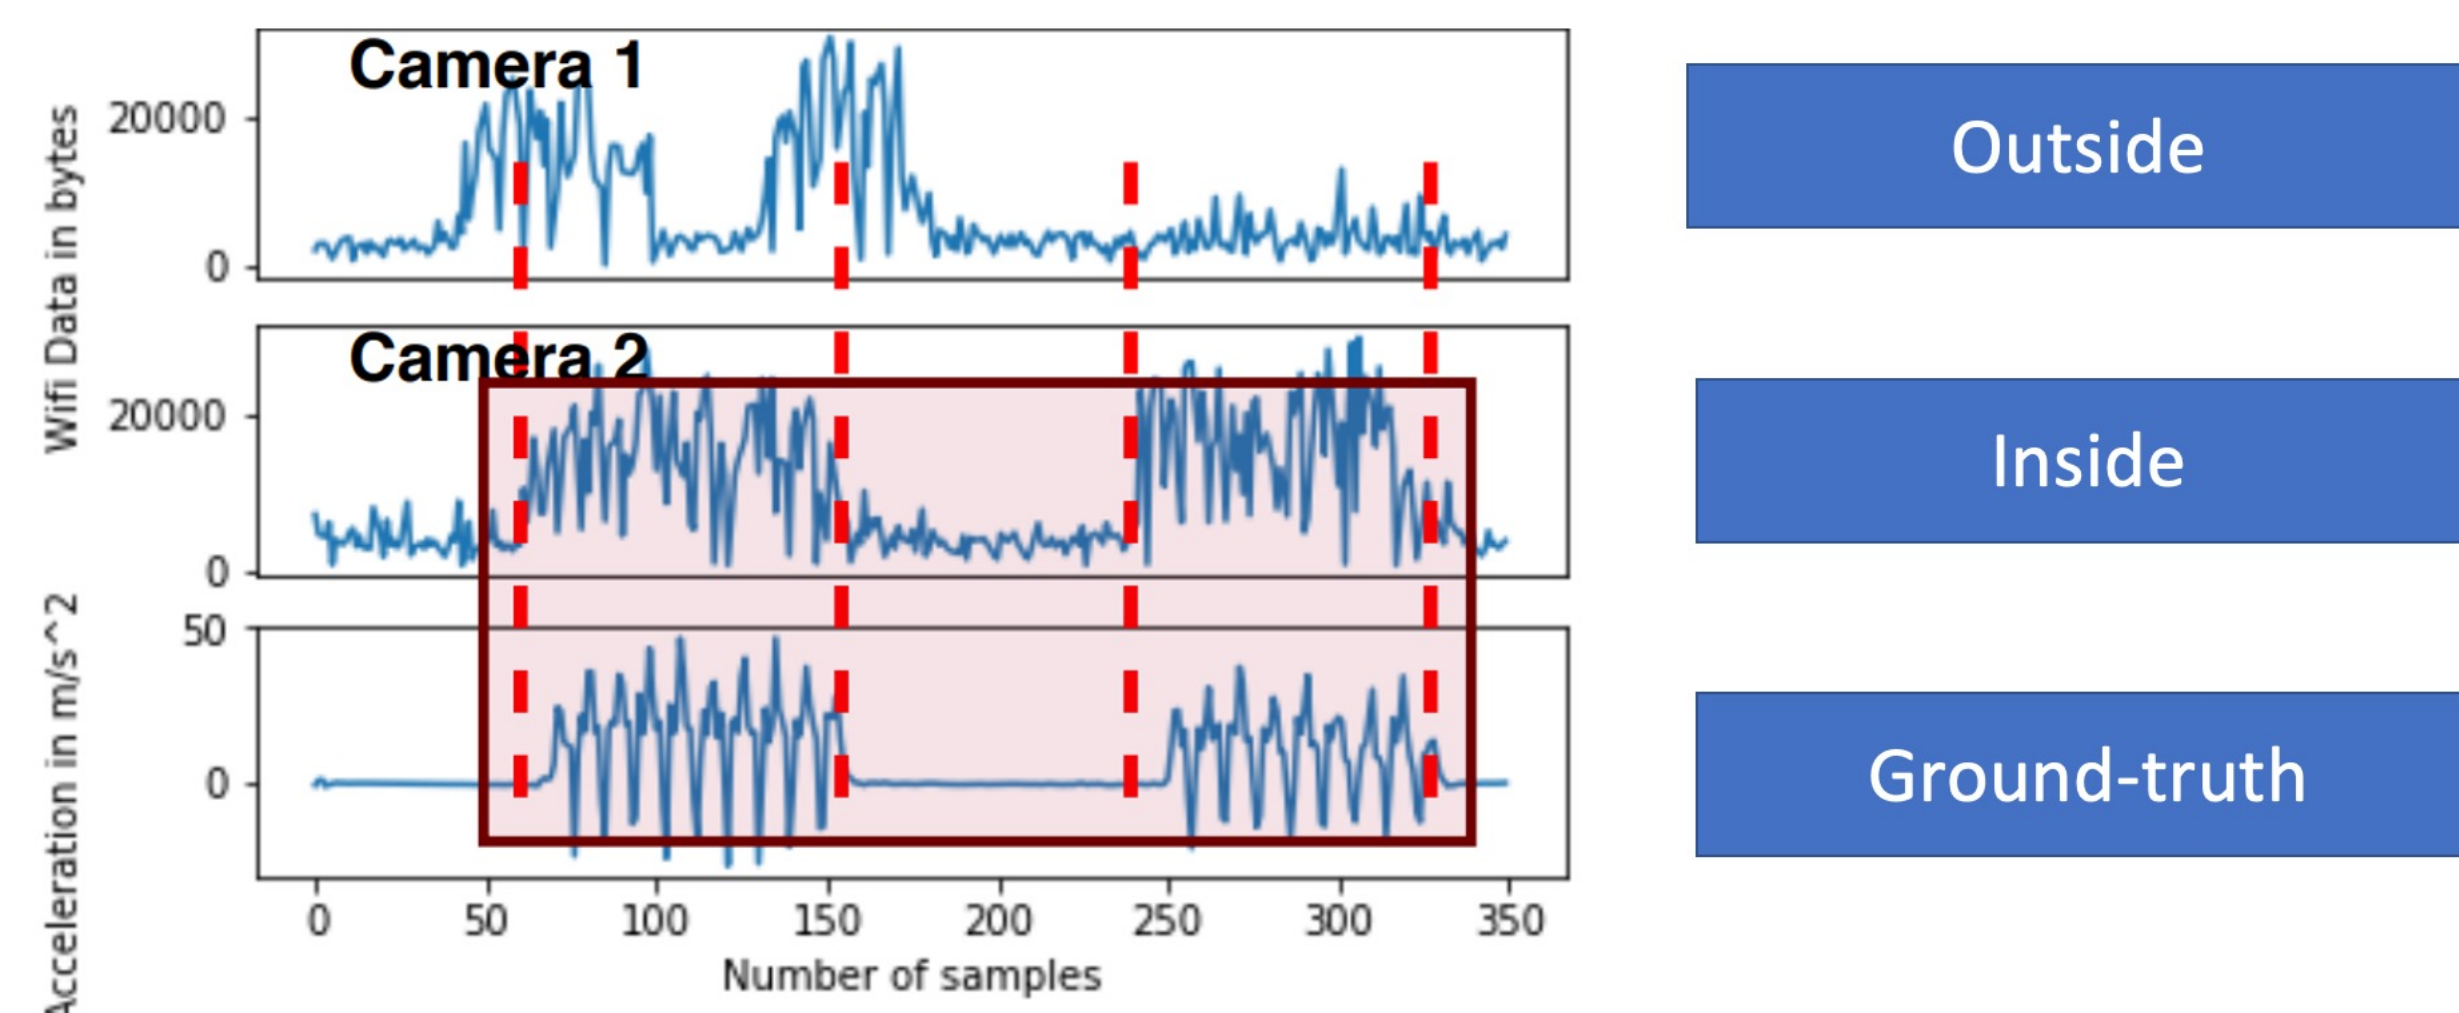 Camera 1
Wifi Data in bytes
20000
0
Outside
Camera 2
20000
0
Inside
Acceleration in m/s^2
50
0
Ground-truth
0 50 100 150 200 250 300 350
Number of samples